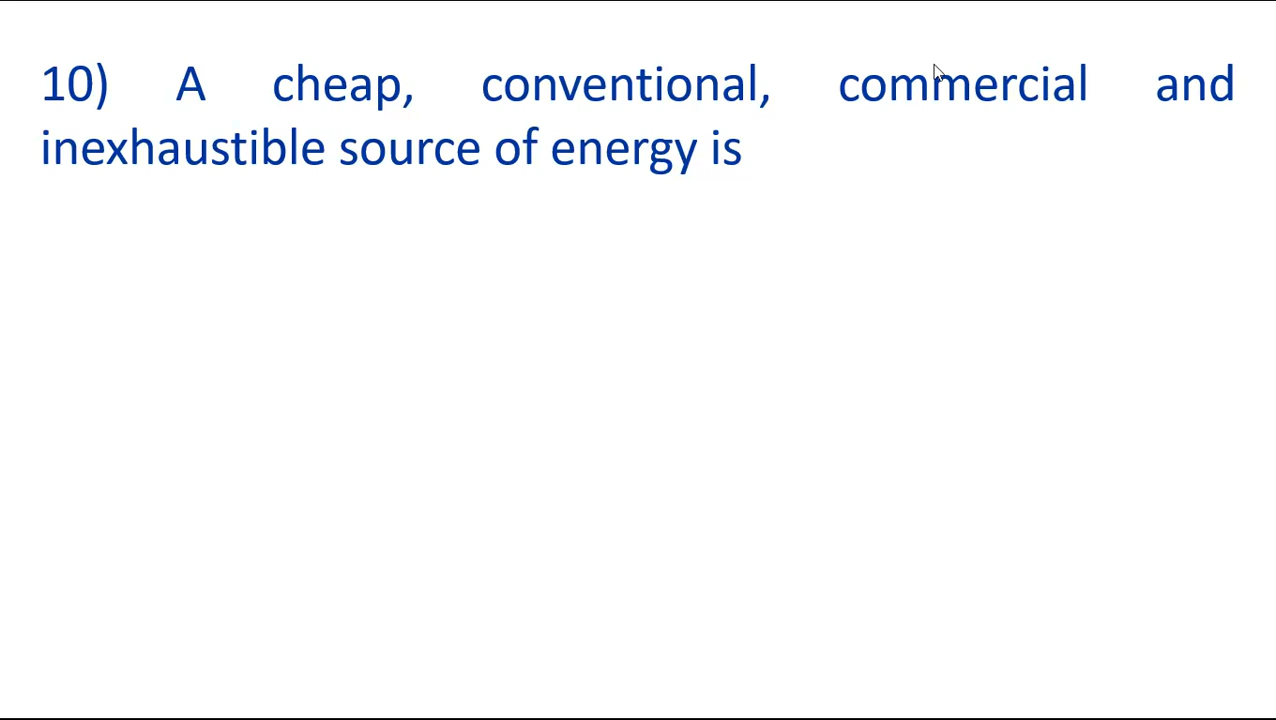 10) A cheap, conventional, commercial and
inexhaustible source of energy is